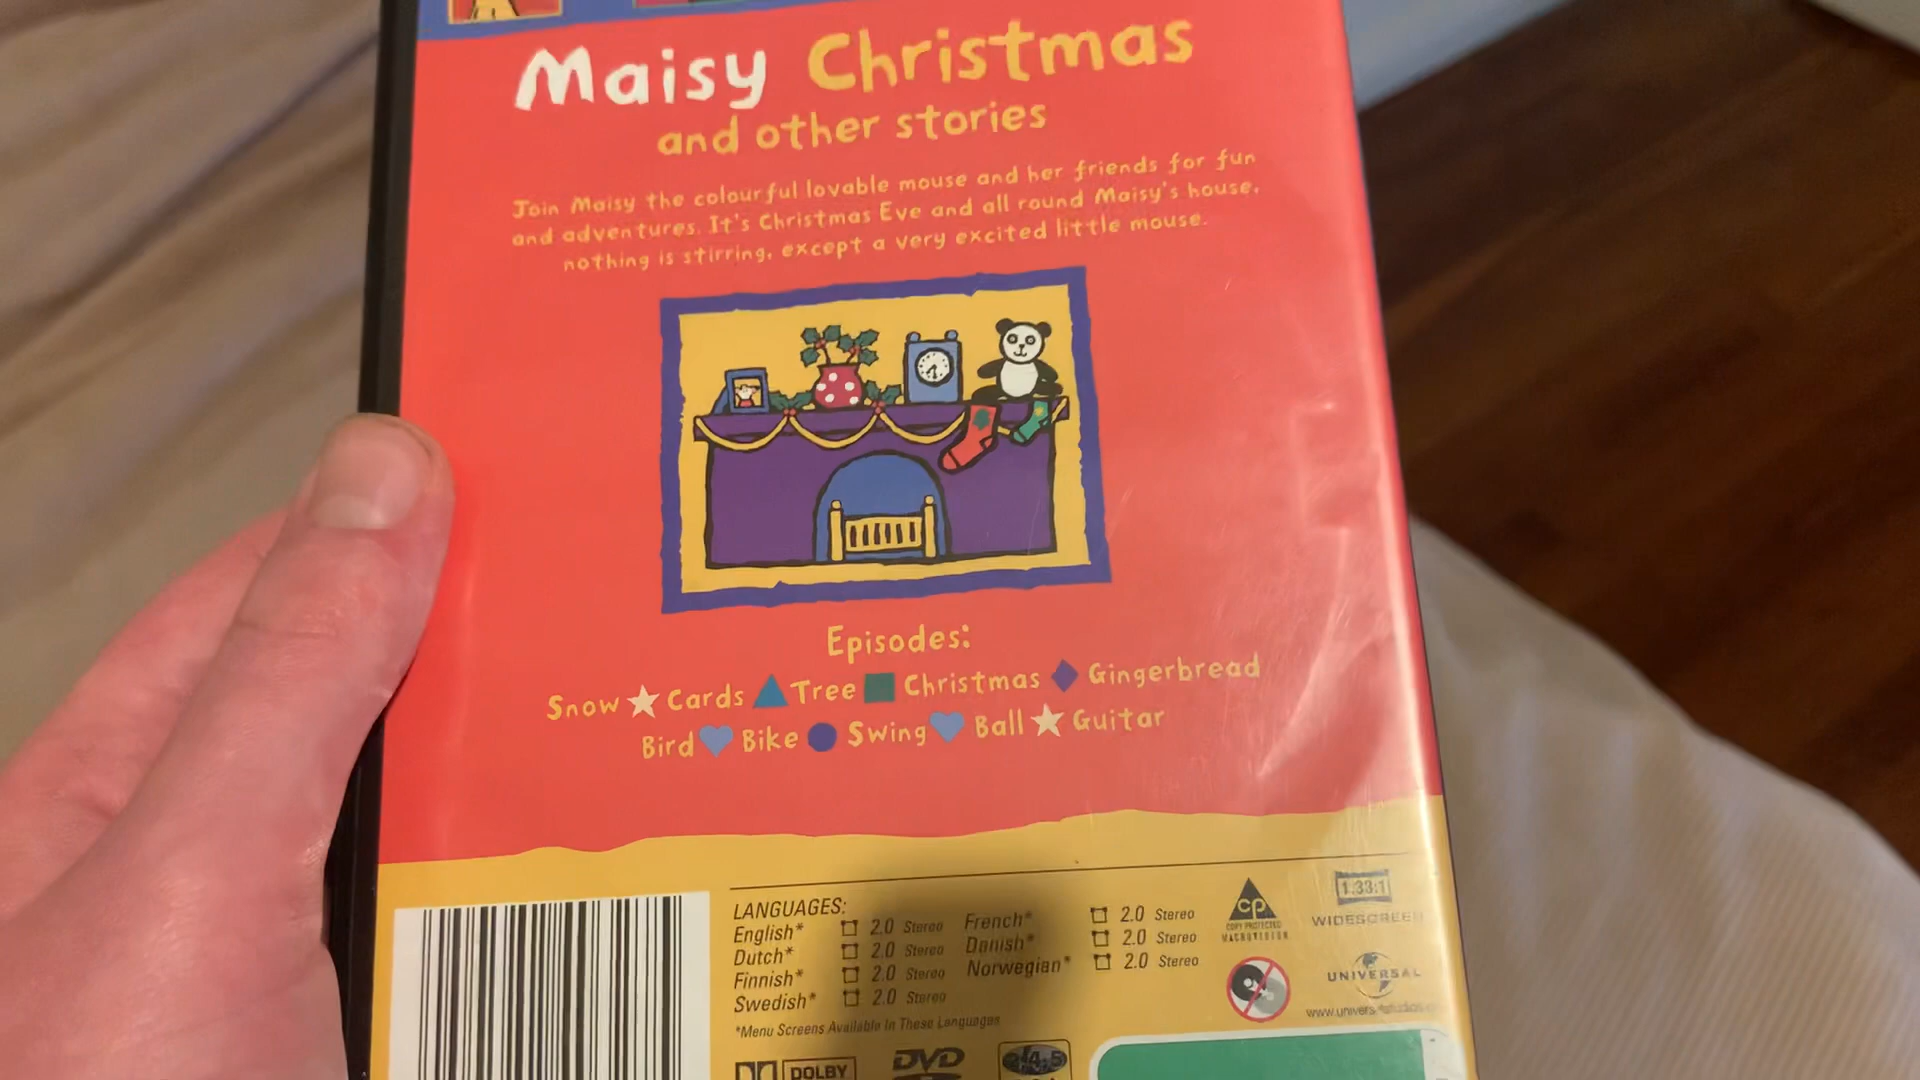 Maisy Christmas
and other stories
Join Maisy the colourful lovable mouse and her friends for fun
and adventures. It's Christmas Eve and all round Maisy's house,
nothing is stirring, except a very excited little mouse.
Episodes:
Snow Cards Tree Christmas Gingerbread
Bird Bike Swing Ball Guitar
LANGUAGES:
English* 2.0 Stereo
Dutch* 2.0 Stereo
Finnish* 2.0 Stereo
Swedish* 2.0 Stereo
French* 2.0 Stereo
Danish* 2.0 Stereo
Norwegian* 2.0 Stereo
*Menu Screens Available In These Languages
CP
COPY PROTECTED
MACROVISION
1.33:1
WIDESCREEN
UNIVERSAL
DOLBY
DVD